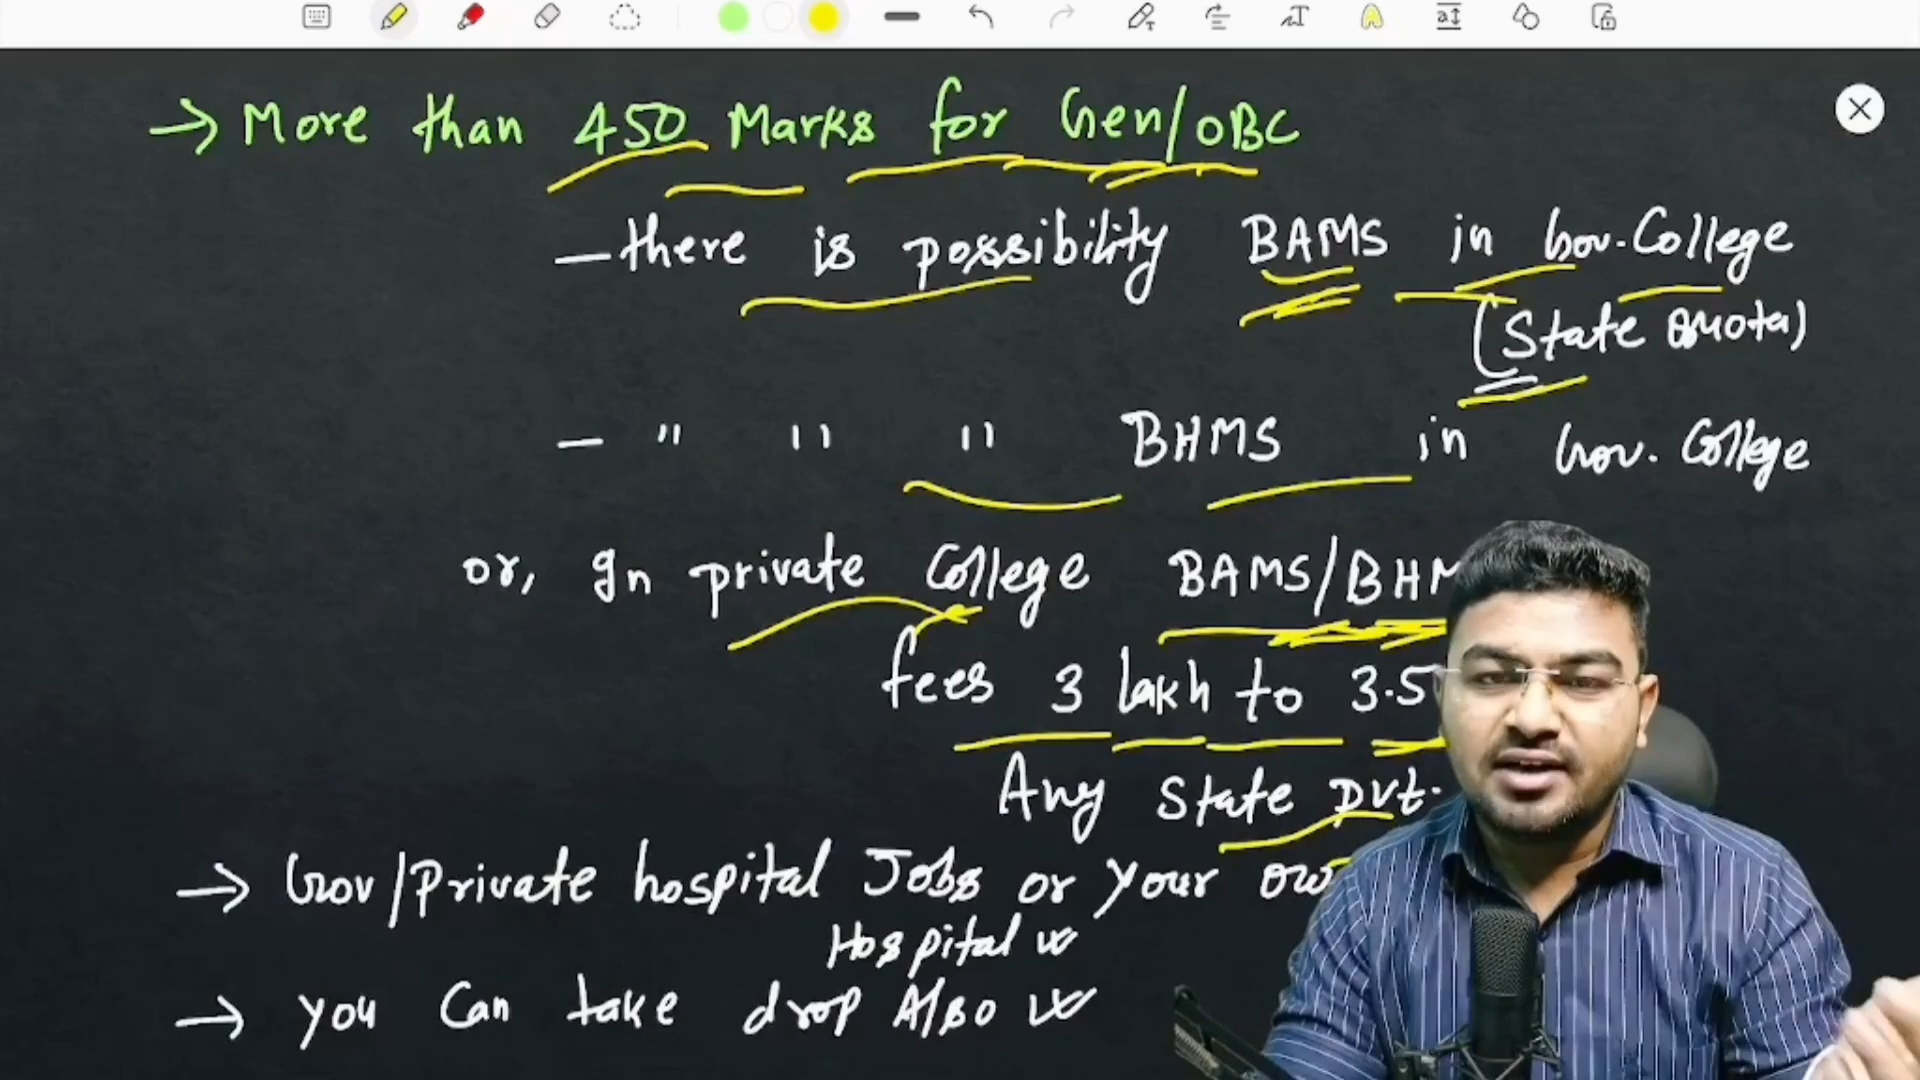 → More than 450 Marks for Gen/OBC
- there is possibility BAMS in Gov. College
(State Quota)
- " " " BHMS in Gov. College
or, In private College BAMS/BHM
fees 3 lakh to 3.5
Any State pvt.
→ Gov/Private hospital Jobs or your ow
Hospital
→ you Can take drop Also